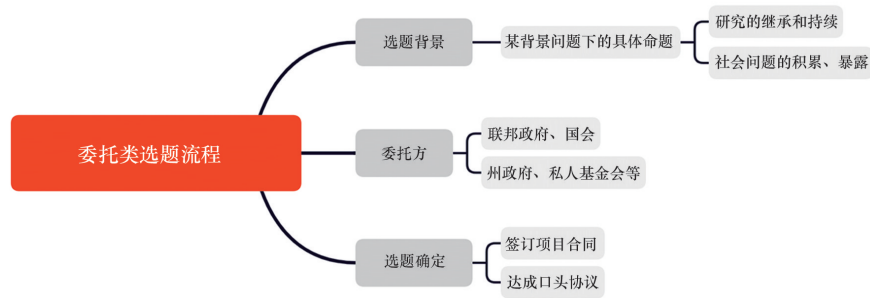 委托类选题流程
选题背景
某背景问题下的具体命题
研究的继承和持续
社会问题的积累、暴露
委托方
联邦政府、国会
州政府、私人基金会等
选题确定
签订项目合同
达成口头协议